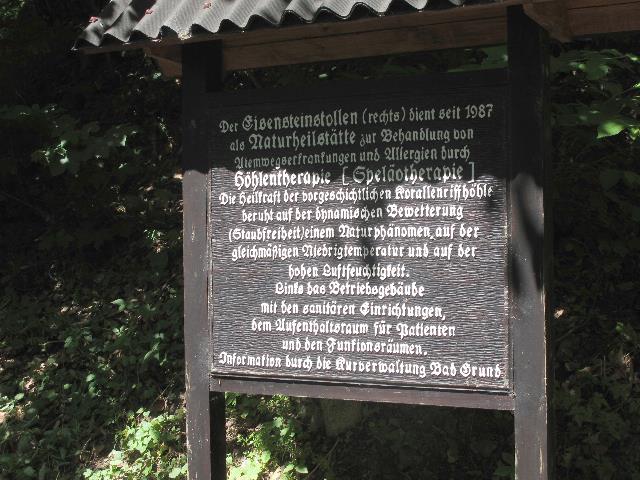 Der Eisensteinstollen (rechts) dient seit 1987
als Naturheilstätte zur Behandlung von
Atemwegserkrankungen und Allergien durch
Höhlentherapie [Speläotherapie]
Die Heilkraft der vorgeschichtlichen Korallenriffhöhle
beruht auf der dynamischen Bewetterung
(Staubfreiheit) einem Naturphänomen, auf der
gleichmäßigen Niedrigtemperatur und auf der
hohen Luftfeuchtigkeit.
Links das Betriebsgebäude
mit den sanitären Einrichtungen,
dem Aufenthaltsraum für Patienten
und den Funktionsräumen.
Information durch die Kurverwaltung Bad Grund